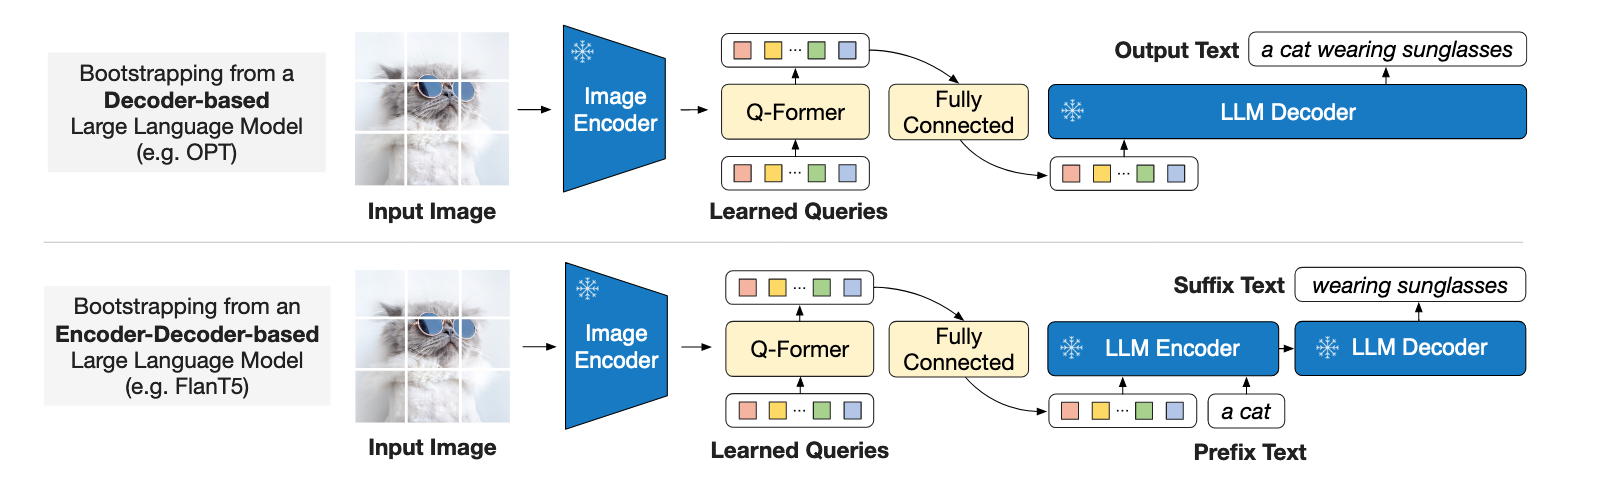 Bootstrapping from a
Decoder-based
Large Language Model
(e.g. OPT)
Input Image
Image
Encoder
Q-Former
Learned Queries
Fully
Connected
Output Text
a cat wearing sunglasses
LLM Decoder
Bootstrapping from an
Encoder-Decoder-based
Large Language Model
(e.g. FlanT5)
Input Image
Image
Encoder
Q-Former
Learned Queries
Fully
Connected
Suffix Text
wearing sunglasses
LLM Encoder
LLM Decoder
a cat
Prefix Text